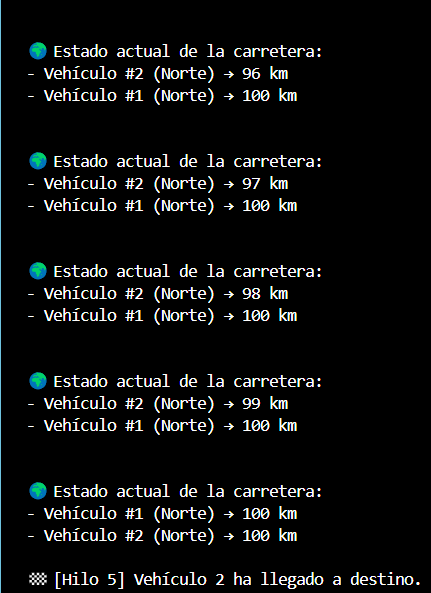 🌍 Estado actual de la carretera:
- Vehículo #2 (Norte) → 96 km
- Vehículo #1 (Norte) → 100 km
🌍 Estado actual de la carretera:
- Vehículo #2 (Norte) → 97 km
- Vehículo #1 (Norte) → 100 km
🌍 Estado actual de la carretera:
- Vehículo #2 (Norte) → 98 km
- Vehículo #1 (Norte) → 100 km
🌍 Estado actual de la carretera:
- Vehículo #2 (Norte) → 99 km
- Vehículo #1 (Norte) → 100 km
🌍 Estado actual de la carretera:
- Vehículo #1 (Norte) → 100 km
- Vehículo #2 (Norte) → 100 km
🏁 [Hilo 5] Vehículo 2 ha llegado a destino.